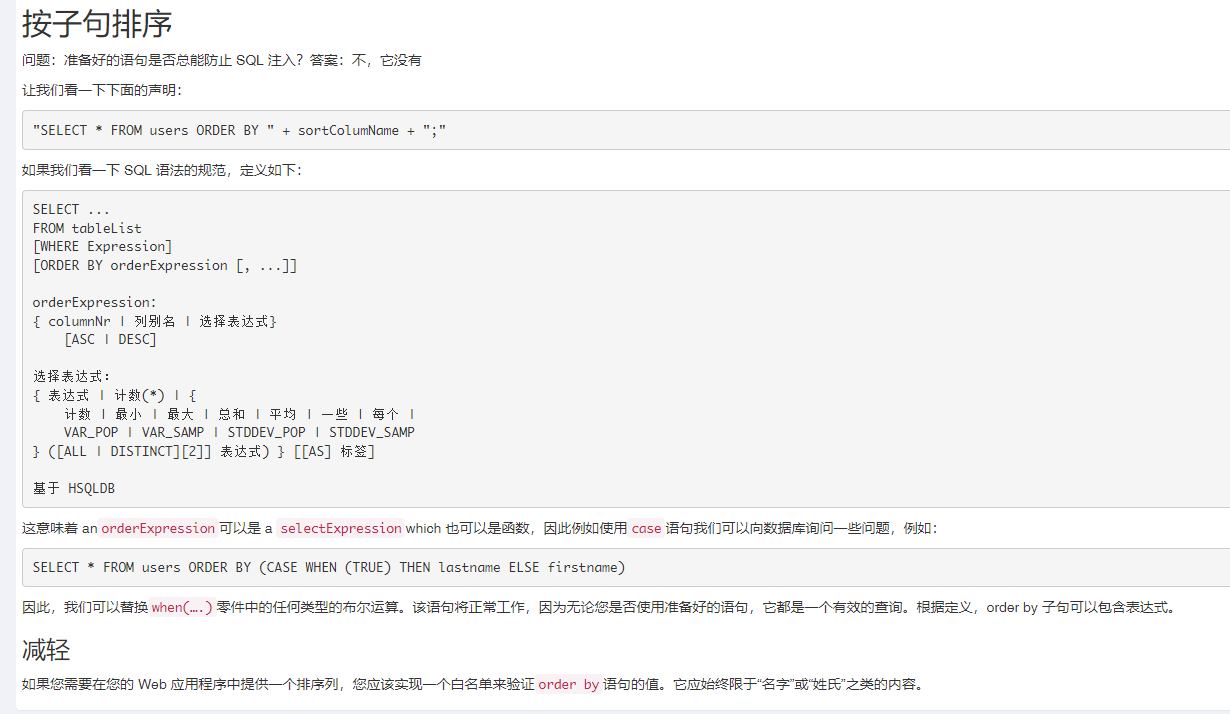 按子句排序
问题：准备好的语句是否总能防止 SQL 注入？答案：不，它没有
让我们看一下下面的声明：
"SELECT * FROM users ORDER BY " + sortColumName + ";"
如果我们看一下 SQL 语法的规范，定义如下：
SELECT ...
FROM tableList
[WHERE Expression]
[ORDER BY orderExpression [, ...]]
orderExpression:
{ columnNr | 列别名 | 选择表达式}
[ASC | DESC]
选择表达式：
{ 表达式 | 计数(*) | {
计数 | 最小 | 最大 | 总和 | 平均 | 一些 | 每个 |
VAR_POP | VAR_SAMP | STDDEV_POP | STDDEV_SAMP
} ([ALL | DISTINCT][2]] 表达式) } [[AS] 标签]
基于 HSQLDB
这意味着 an orderExpression 可以是 a selectExpression which 也可以是函数，因此例如使用 case 语句我们可以向数据库询问一些问题，例如：
SELECT * FROM users ORDER BY (CASE WHEN (TRUE) THEN lastname ELSE firstname)
因此，我们可以替换 when(….) 零件中的任何类型的布尔运算。该语句将正常工作，因为无论您是否使用准备好的语句，它都是一个有效的查询。根据定义，order by 子句可以包含表达式。
减轻
如果您需要在您的 Web 应用程序中提供一个排序列，您应该实现一个白名单来验证 order by 语句的值。它应始终限于“名字”或“姓氏”之类的内容。